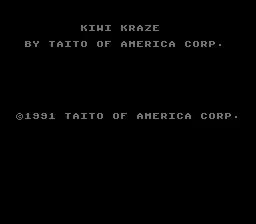 KIWI KRAZE
BY TAITO OF AMERICA CORP.
©1991 TAITO OF AMERICA CORP.